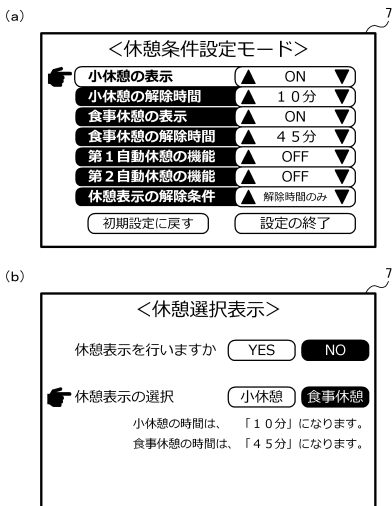 (a)
7
＜休憩条件設定モード＞
小休憩の表示 ▲ ON ▼
小休憩の解除時間 ▲ 10分 ▼
食事休憩の表示 ▲ ON ▼
食事休憩の解除時間 ▲ 45分 ▼
第1自動休憩の機能 ▲ OFF ▼
第2自動休憩の機能 ▲ OFF ▼
休憩表示の解除条件 ▲ 解除時間のみ ▼
初期設定に戻す 設定の終了
(b)
7
＜休憩選択表示＞
休憩表示を行いますか YES NO
休憩表示の選択 小休憩 食事休憩
小休憩の時間は、「10分」になります。
食事休憩の時間は、「45分」になります。